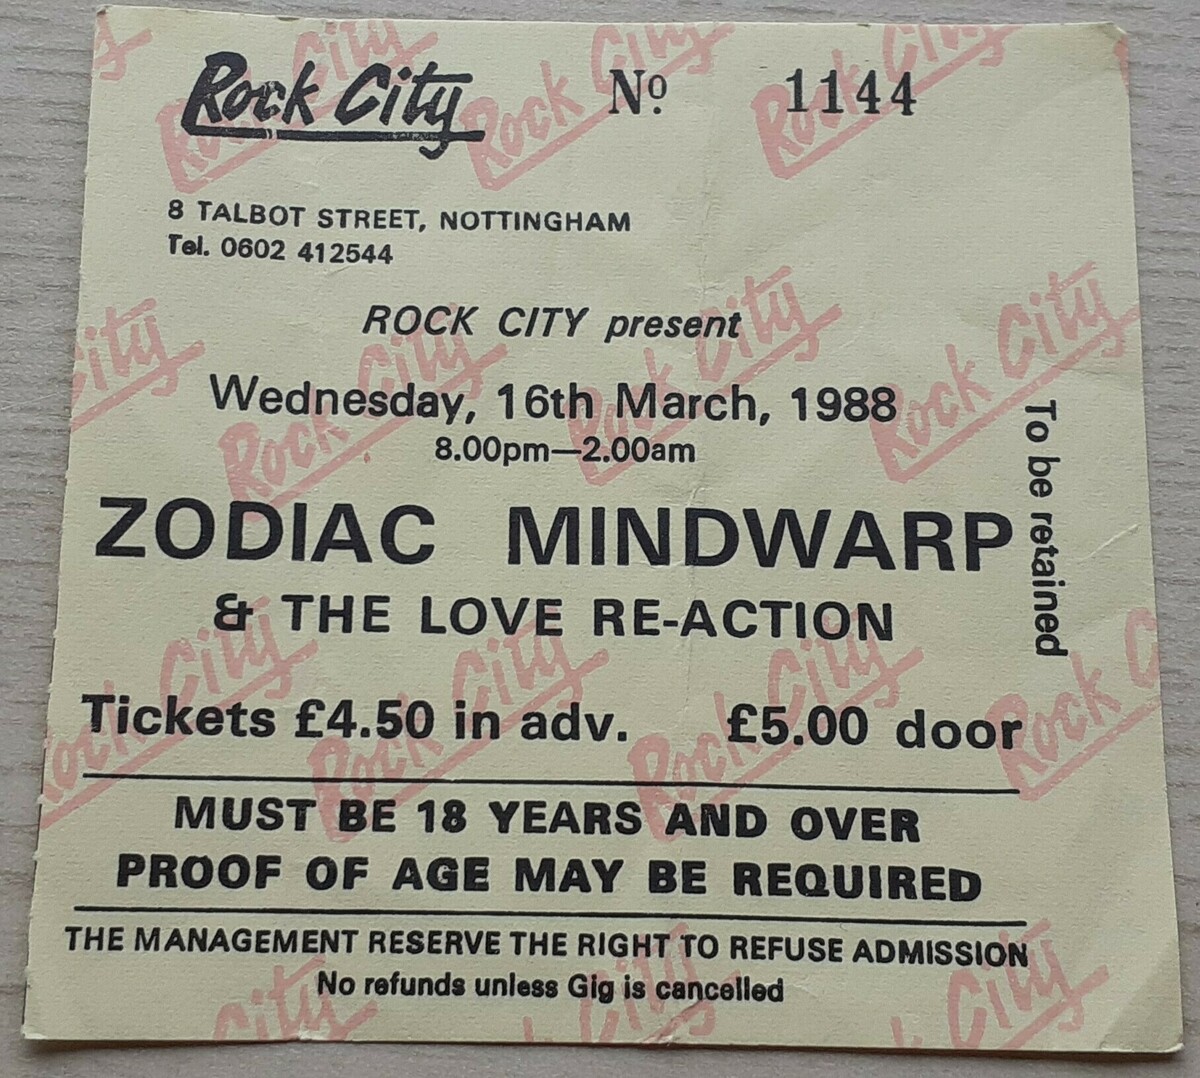 Rock City Nº 1144
8 TALBOT STREET, NOTTINGHAM
Tel. 0602 412544
ROCK CITY present
Wednesday, 16th March, 1988
8.00pm—2.00am
ZODIAC MINDWARP
& THE LOVE RE-ACTION
To be retained
Tickets £4.50 in adv. £5.00 door
MUST BE 18 YEARS AND OVER
PROOF OF AGE MAY BE REQUIRED
THE MANAGEMENT RESERVE THE RIGHT TO REFUSE ADMISSION
No refunds unless Gig is cancelled